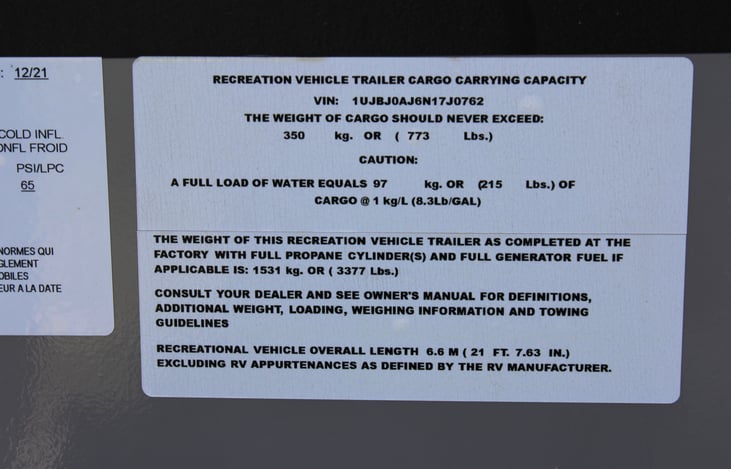 : 12/21
COLD INFL.
ONFL FROID
PSI/LPC
65
NORMES QUI
GLEMENT
OBILES
EUR A LA DATE
RECREATION VEHICLE TRAILER CARGO CARRYING CAPACITY
VIN: 1UJBJ0AJ6N17J0762
THE WEIGHT OF CARGO SHOULD NEVER EXCEED:
350 kg. OR ( 773 Lbs.)
CAUTION:
A FULL LOAD OF WATER EQUALS 97 kg. OR (215 Lbs.) OF
CARGO @ 1 kg/L (8.3Lb/GAL)
THE WEIGHT OF THIS RECREATION VEHICLE TRAILER AS COMPLETED AT THE
FACTORY WITH FULL PROPANE CYLINDER(S) AND FULL GENERATOR FUEL IF
APPLICABLE IS: 1531 kg. OR ( 3377 Lbs.)
CONSULT YOUR DEALER AND SEE OWNER'S MANUAL FOR DEFINITIONS,
ADDITIONAL WEIGHT, LOADING, WEIGHING INFORMATION AND TOWING
GUIDELINES
RECREATIONAL VEHICLE OVERALL LENGTH 6.6 M ( 21 FT. 7.63 IN.)
EXCLUDING RV APPURTENANCES AS DEFINED BY THE RV MANUFACTURER.